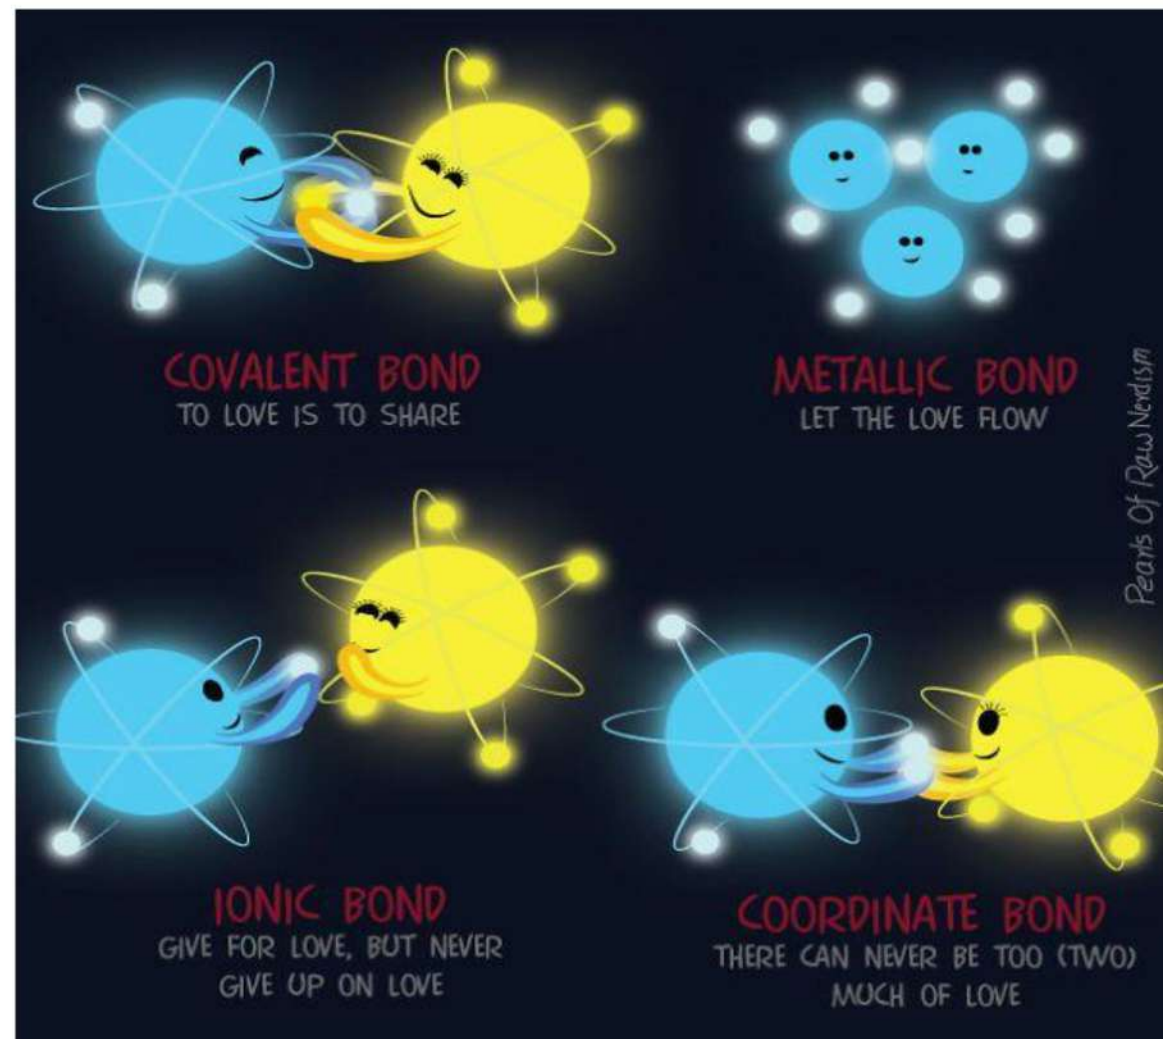 COVALENT BOND
TO LOVE IS TO SHARE
METALLIC BOND
LET THE LOVE FLOW
Pearls Of Raw Nerdism
IONIC BOND
GIVE FOR LOVE, BUT NEVER
GIVE UP ON LOVE
COORDINATE BOND
THERE CAN NEVER BE TOO (TWO)
MUCH OF LOVE